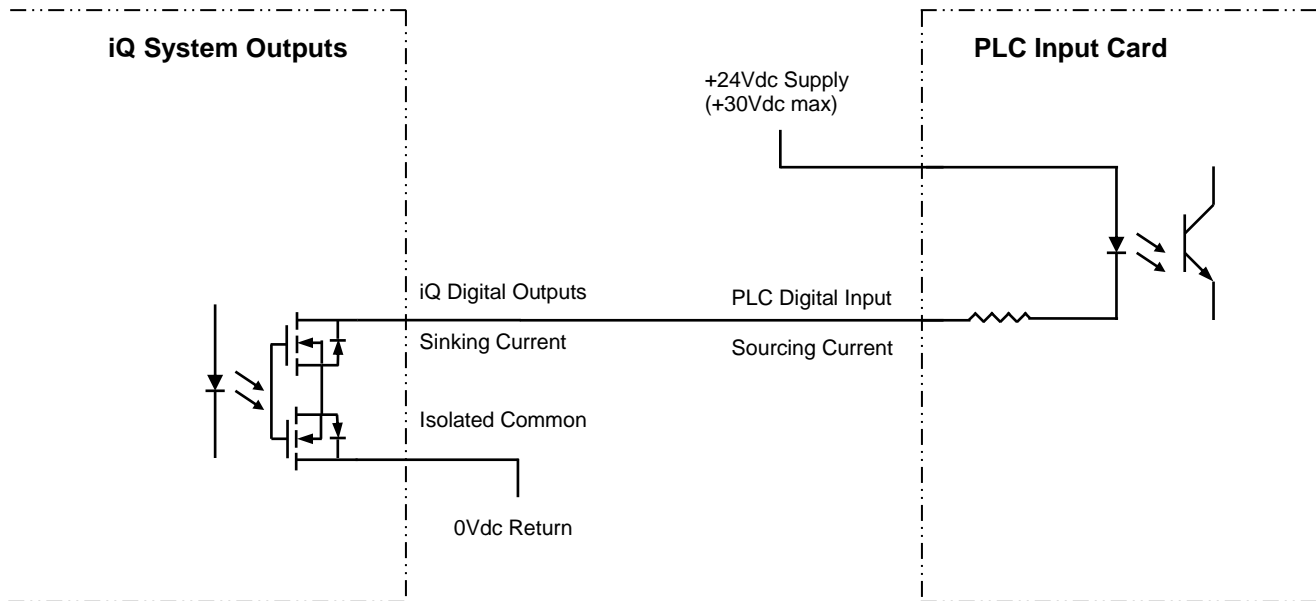 iQ System Outputs
PLC Input Card
+24Vdc Supply
(+30Vdc max)
iQ Digital Outputs
PLC Digital Input
Sinking Current
Sourcing Current
Isolated Common
0Vdc Return